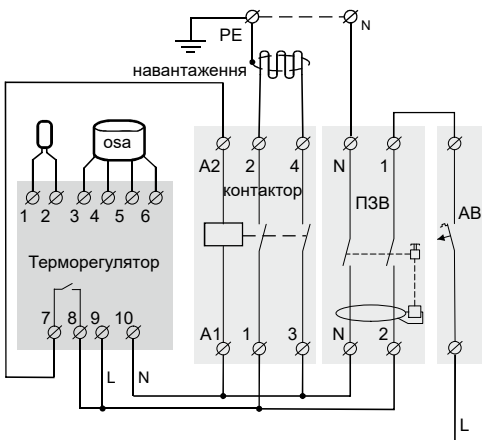 PE N
навантаження
osa
A2 2 4 N 1
контактор
ПЗВ
АВ
1 2 3 4 5 6
Терморегулятор
7 8 9 10
A1 1 3 N 2
L N
L